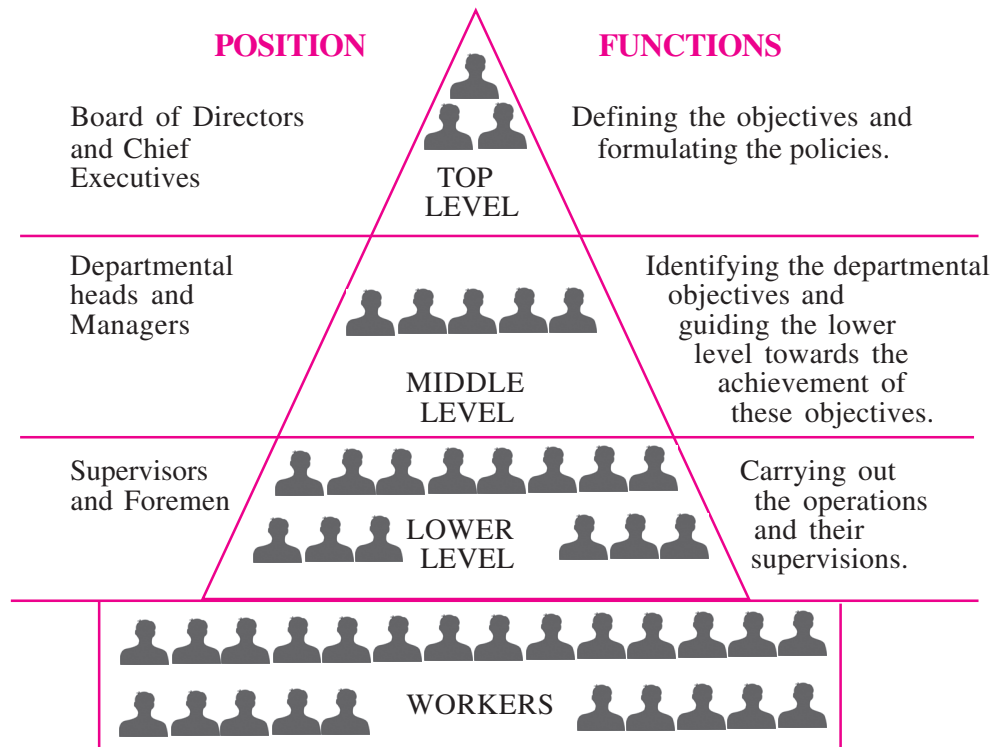 POSITION
FUNCTIONS
Board of Directors
and Chief
Executives
TOP
LEVEL
Defining the objectives and
formulating the policies.
Departmental
heads and
Managers
MIDDLE
LEVEL
Identifying the departmental
objectives and
guiding the lower
level towards the
achievement of
these objectives.
Supervisors
and Foremen
LOWER
LEVEL
Carrying out
the operations
and their
supervisions.
WORKERS